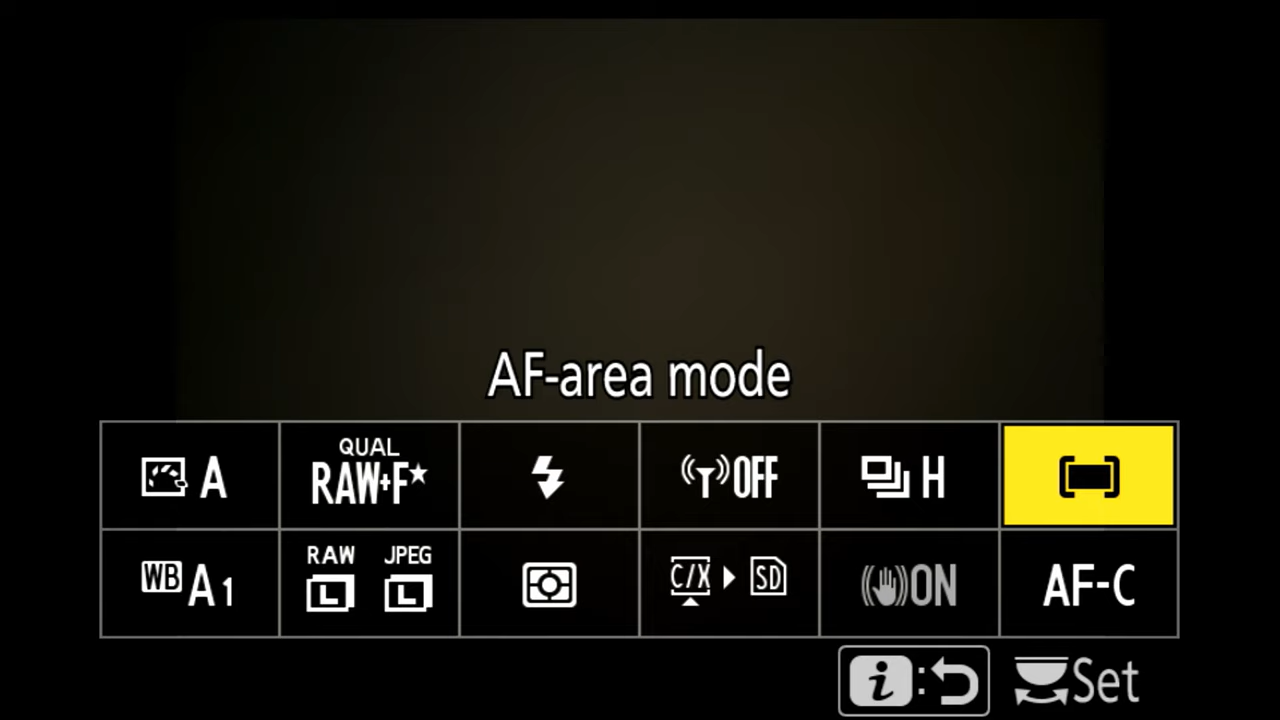 AF-area mode
A
QUAL
RAW+F★
OFF
H
WB A1
RAW JPEG
L L
C/X SD
ON
AF-C
i : Set